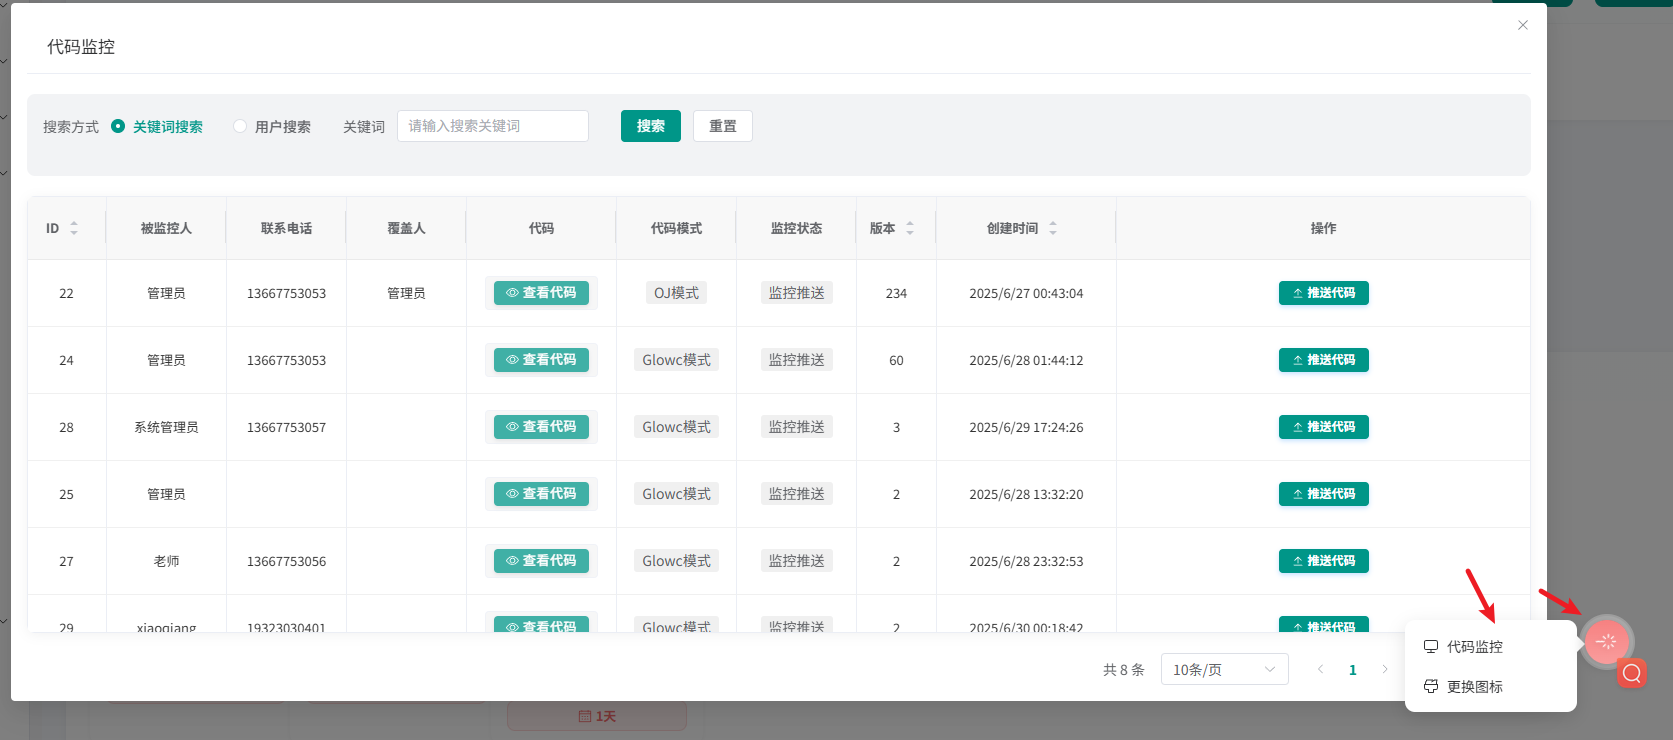 代码监控
搜索方式 关键词搜索 用户搜索 关键词 请输入搜索关键词 搜索 重置
ID 被监控人 联系电话 覆盖人 代码 代码模式 监控状态 版本 创建时间 操作
22 管理员 13667753053 管理员 查看代码 OJ模式 监控推送 234 2025/6/27 00:43:04 推送代码
24 管理员 13667753053 查看代码 Glowc模式 监控推送 60 2025/6/28 01:44:12 推送代码
28 系统管理员 13667753057 查看代码 Glowc模式 监控推送 3 2025/6/29 17:24:26 推送代码
25 管理员 查看代码 Glowc模式 监控推送 2 2025/6/28 13:32:20 推送代码
27 老师 13667753056 查看代码 Glowc模式 监控推送 2 2025/6/28 23:32:53 推送代码
29 xiaoqiang 19323030401 查看代码 Glowc模式 监控推送 2 2025/6/30 00:18:42 推送代码
代码监控
共 8 条 10条/页 1
更换图标
1天